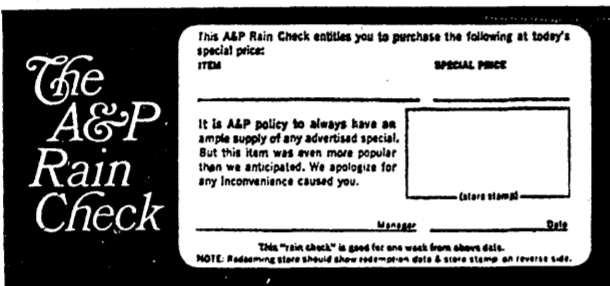 The
A&P
Rain
Check
This A&P Rain Check entitles you to purchase the following at today's
special price:
ITEM SPECIAL PRICE
It is A&P policy to always have an
ample supply of any advertised special.
But this item was even more popular
than we anticipated. We apologize for
any inconvenience caused you.
(store stamp)
Manager Date
This "rain check" is good for one week from above date.
NOTE: Redeeming store should show redemption date & store stamp on reverse side.